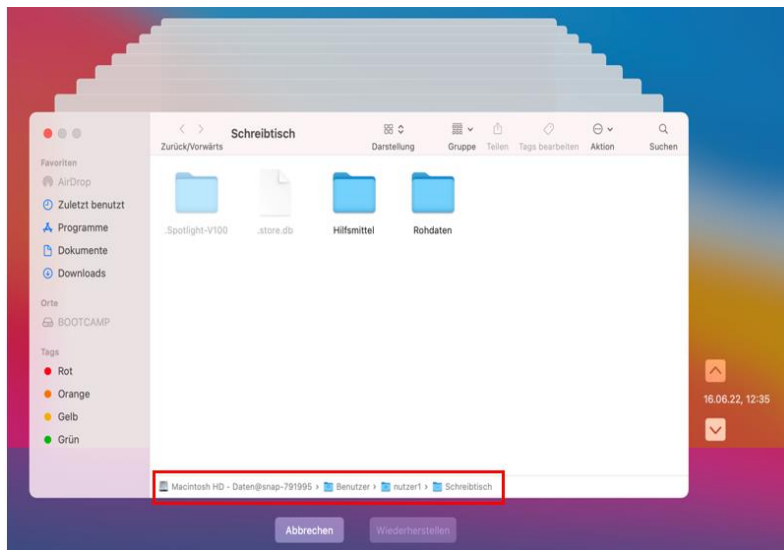 Schreibtisch
Zurück/Vorwärts
Darstellung
Gruppe
Teilen
Tags bearbeiten
Aktion
Suchen
Favoriten
AirDrop
Zuletzt benutzt
Programme
Dokumente
Downloads
Orte
BOOTCAMP
Tags
Rot
Orange
Gelb
Grün
.Spotlight-V100
.store.db
Hilfsmittel
Rohdaten
16.06.22, 12:35
Macintosh HD - Daten@snap-791995 › Benutzer › nutzer1 › Schreibtisch
Abbrechen
Wiederherstellen